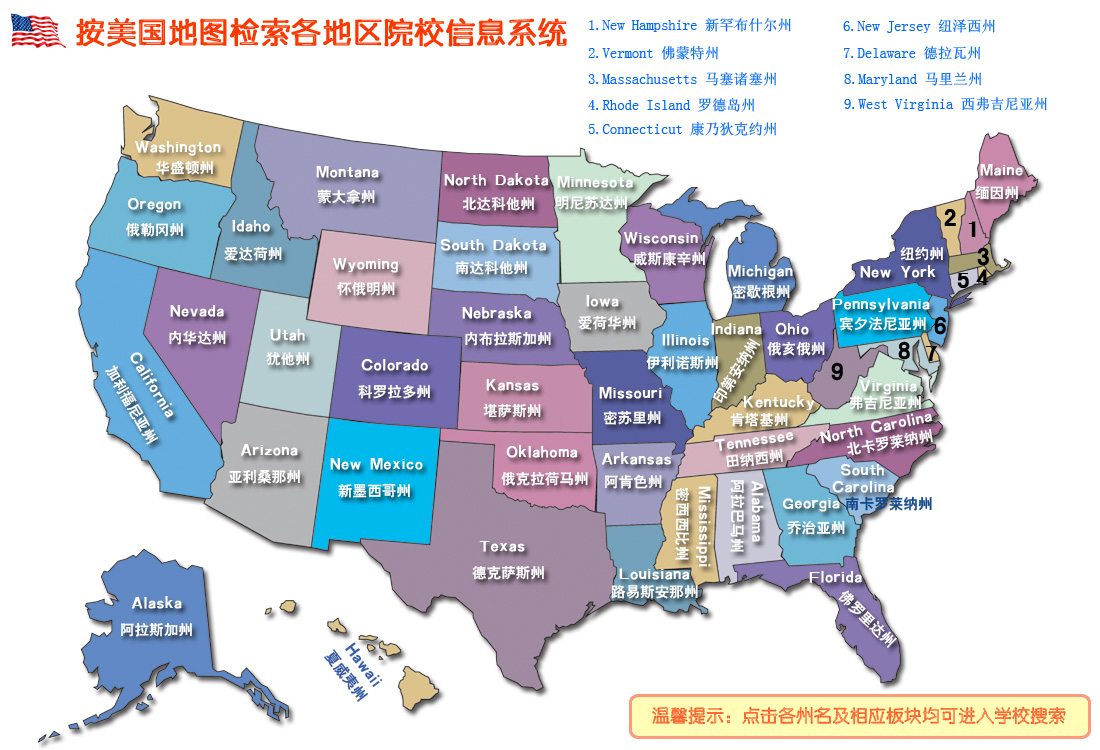 按美国地图检索各地区院校信息系统
1.New Hampshire 新罕布什尔州
2.Vermont 佛蒙特州
3.Massachusetts 马塞诸塞州
4.Rhode Island 罗德岛州
5.Connecticut 康乃狄克约州
6.New Jersey 纽泽西州
7.Delaware 德拉瓦州
8.Maryland 马里兰州
9.West Virginia 西弗吉尼亚州
Washington
华盛顿州
Oregon
俄勒冈州
Idaho
爱达荷州
Montana
蒙大拿州
North Dakota
北达科他州
Minnesota
明尼苏达州
South Dakota
南达科他州
Wyoming
怀俄明州
Wisconsin
威斯康辛州
Michigan
密歇根州
Maine
缅因州
2
1
3
4
5
纽约州
New York
Pennsylvania
宾夕法尼亚州
6
7
8
9
Nevada
内华达州
Utah
犹他州
Colorado
科罗拉多州
Nebraska
内布拉斯加州
Iowa
爱荷华州
Illinois
伊利诺斯州
Indiana
印第安纳州
Ohio
俄亥俄州
California
加利福尼亚州
Kansas
堪萨斯州
Missouri
密苏里州
Kentucky
肯塔基州
Virginia
弗吉尼亚州
Arizona
亚利桑那州
New Mexico
新墨西哥州
Oklahoma
俄克拉荷马州
Arkansas
阿肯色州
Tennessee
田纳西州
North Carolina
北卡罗莱纳州
South
Carolina
南卡罗莱纳州
Mississippi
密西西比州
Alabama
阿拉巴马州
Georgia
乔治亚州
Texas
德克萨斯州
Louisiana
路易斯安那州
Florida
佛罗里达州
Alaska
阿拉斯加州
Hawaii
夏威夷州
温馨提示：点击各州名及相应板块均可进入学校搜索